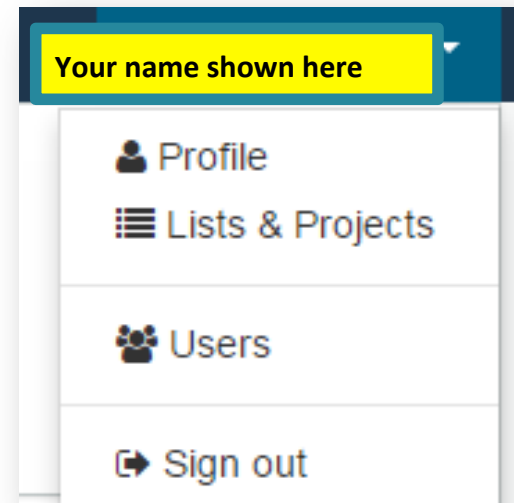 Your name shown here
Profile
Lists & Projects
Users
Sign out